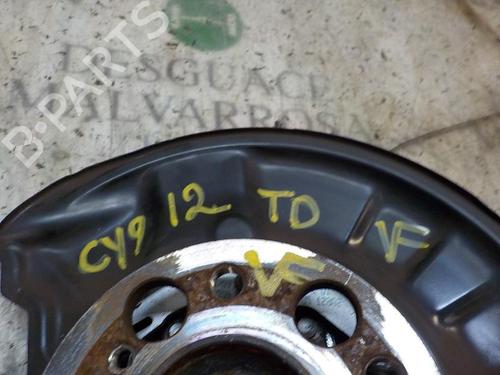 B-PARTS
DESGUACE
MALVARROSA
CY9 12 TD VF
VF